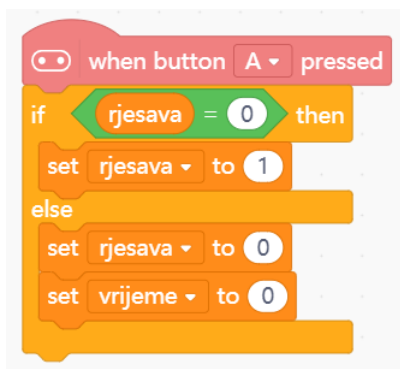 when button A pressed
if rjesava = 0 then
set rjesava to 1
else
set rjesava to 0
set vrijeme to 0